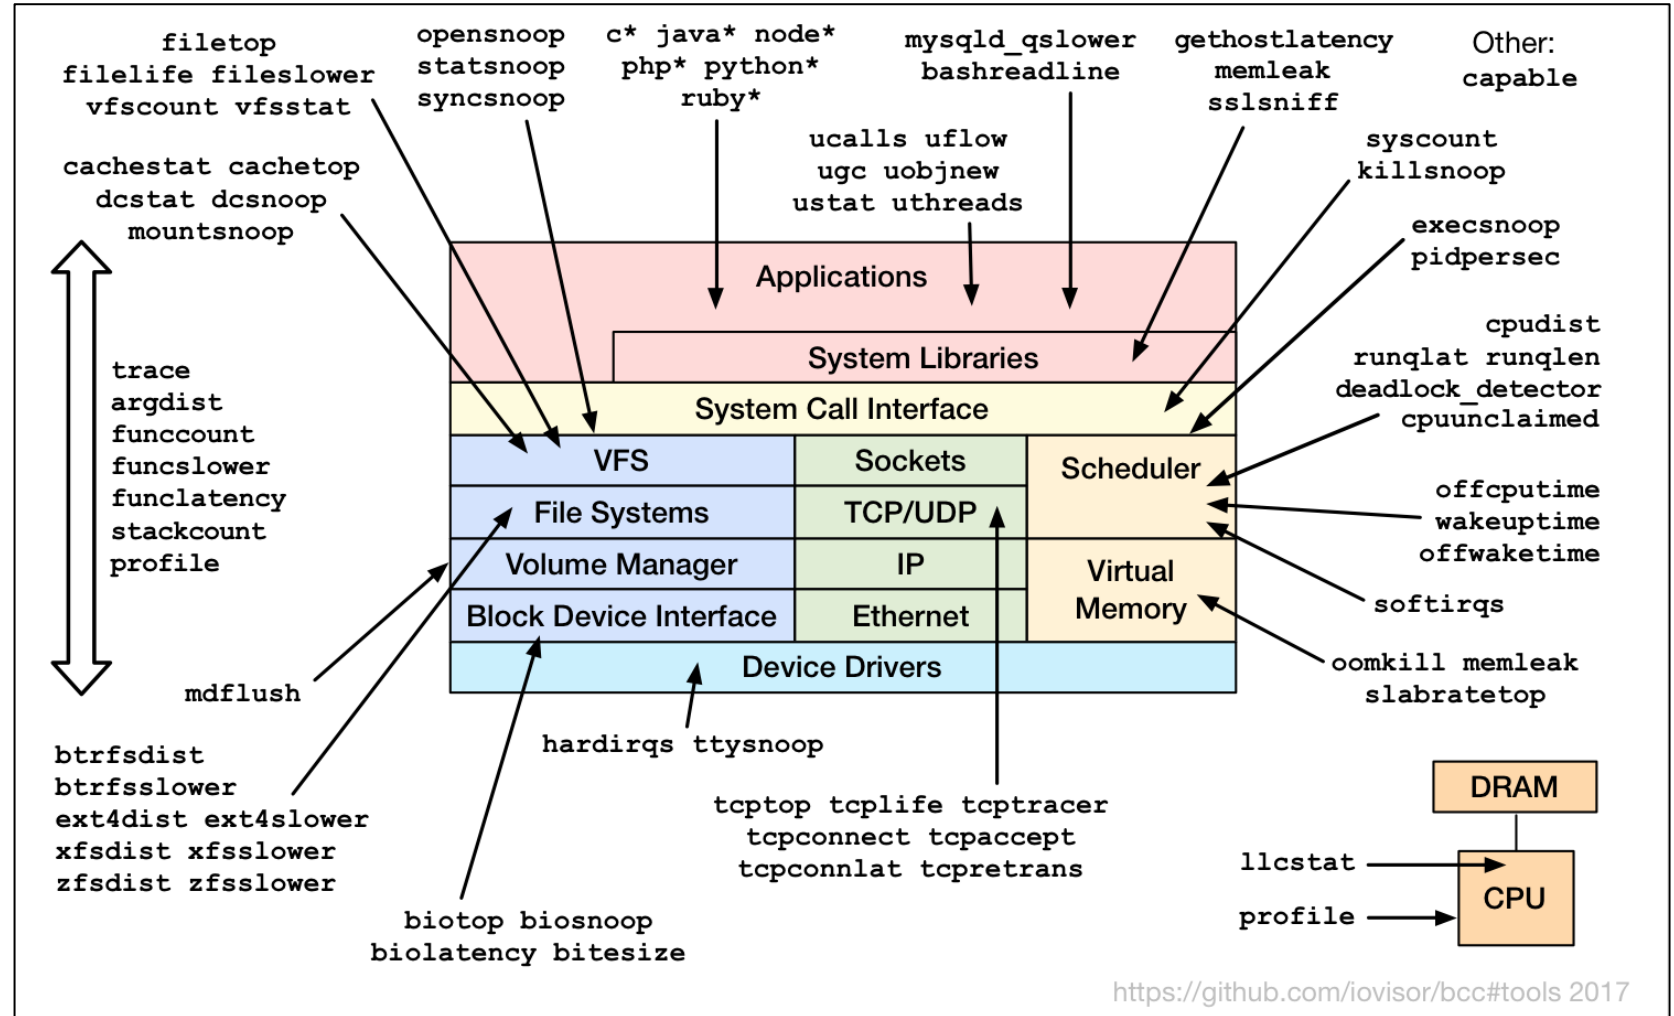 filetop
filelife fileslower
vfscount vfsstat
opensnoop
statsnoop
syncsnoop
c* java* node*
php* python*
ruby*
mysqld_qslower
bashreadline
gethostlatency
memleak
sslsniff
Other:
capable
cachestat cachetop
dcstat dcsnoop
mountsnoop
ucalls uflow
ugc uobjnew
ustat uthreads
syscount
killsnoop
execsnoop
pidpersec
Applications
System Libraries
System Call Interface
VFS
Sockets
Scheduler
File Systems
TCP/UDP
Volume Manager
IP
Virtual
Memory
Block Device Interface
Ethernet
Device Drivers
trace
argdist
funccount
funcslower
funclatency
stackcount
profile
cpudist
runqlat runqlen
deadlock_detector
cpuunclaimed
offcputime
wakeuptime
offwaketime
softirqs
oomkill memleak
slabratetop
mdflush
hardirqs ttysnoop
btrfsdist
btrfsslower
ext4dist ext4slower
xfsdist xfsslower
zfsdist zfsslower
tcptop tcplife tcptracer
tcpconnect tcpaccept
tcpconnlat tcpretrans
biotop biosnoop
biolatency bitesize
DRAM
llcstat
CPU
profile
https://github.com/iovisor/bcc#tools 2017